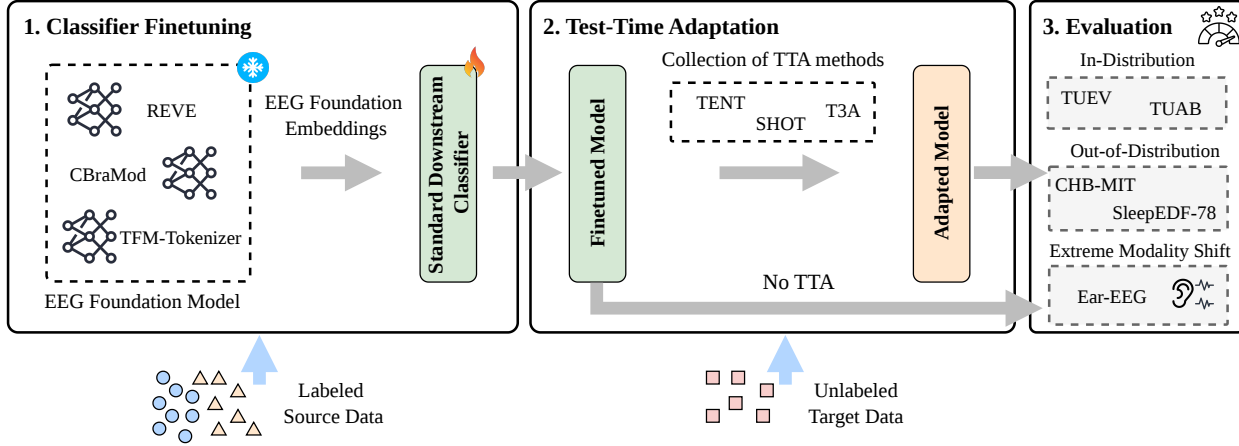 1. Classifier Finetuning
REVE
CBraMod
TFM-Tokenizer
EEG Foundation Model
EEG Foundation
Embeddings
Standard Downstream
Classifier
Labeled
Source Data
2. Test-Time Adaptation
Finetuned Model
Collection of TTA methods
TENT
SHOT
T3A
No TTA
Adapted Model
Unlabeled
Target Data
3. Evaluation
In-Distribution
TUEV
TUAB
Out-of-Distribution
CHB-MIT
SleepEDF-78
Extreme Modality Shift
Ear-EEG